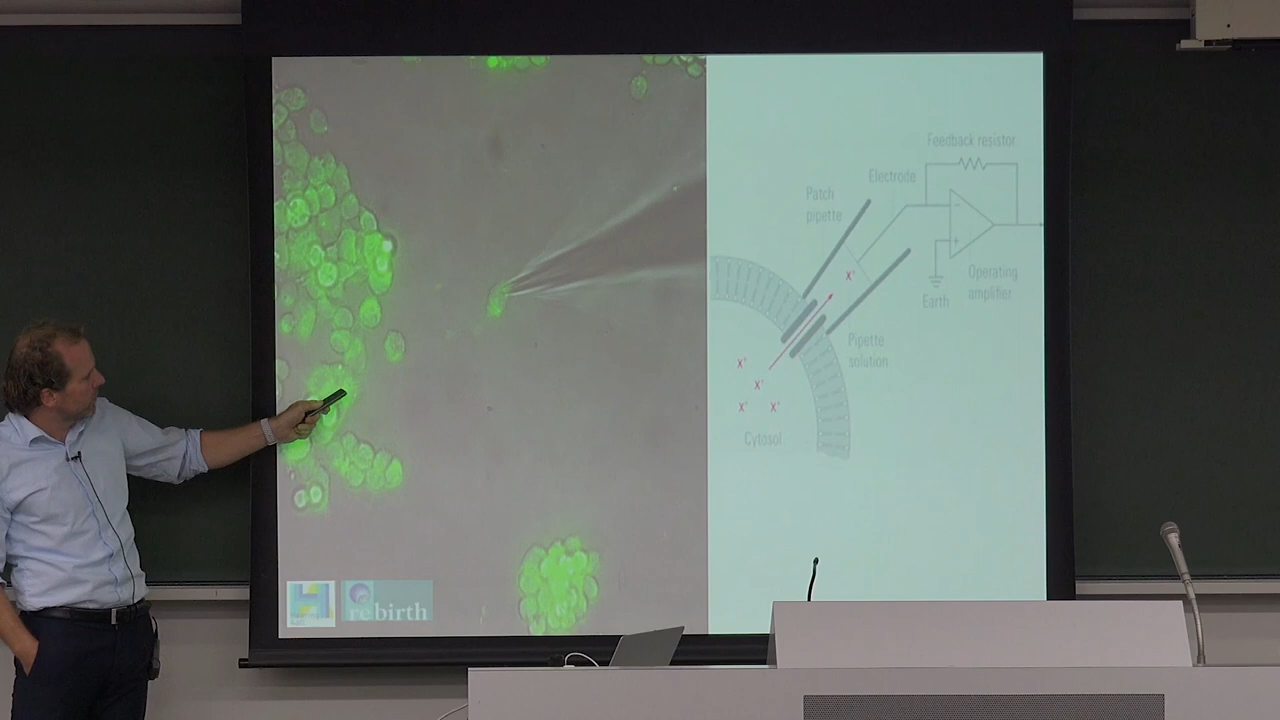 Feedback resistor
Electrode
Patch
pipette
X⁺
Operating
amplifier
Earth
Pipette
solution
X⁺
X⁺
X⁺
X⁺
Cytosol
rebirth